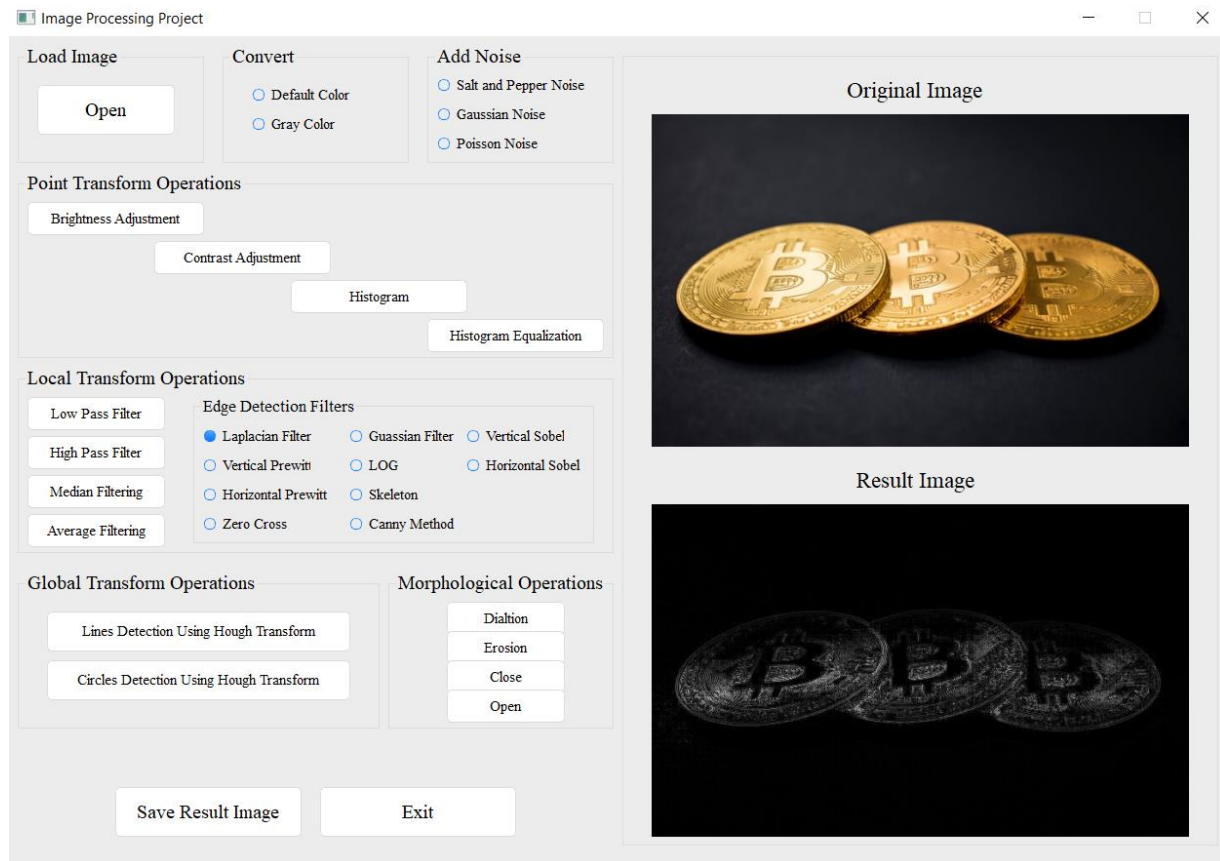 Image Processing Project
Load Image
Open
Convert
Default Color
Gray Color
Add Noise
Salt and Pepper Noise
Gaussian Noise
Poisson Noise
Point Transform Operations
Brightness Adjustment
Contrast Adjustment
Histogram
Histogram Equalization
Local Transform Operations
Low Pass Filter
High Pass Filter
Median Filtering
Average Filtering
Edge Detection Filters
Laplacian Filter
Guassian Filter
Vertical Sobel
Vertical Prewitt
LOG
Horizontal Sobel
Horizontal Prewitt
Skeleton
Zero Cross
Canny Method
Global Transform Operations
Lines Detection Using Hough Transform
Circles Detection Using Hough Transform
Morphological Operations
Dialtion
Erosion
Close
Open
Save Result Image
Exit
Original Image
Result Image